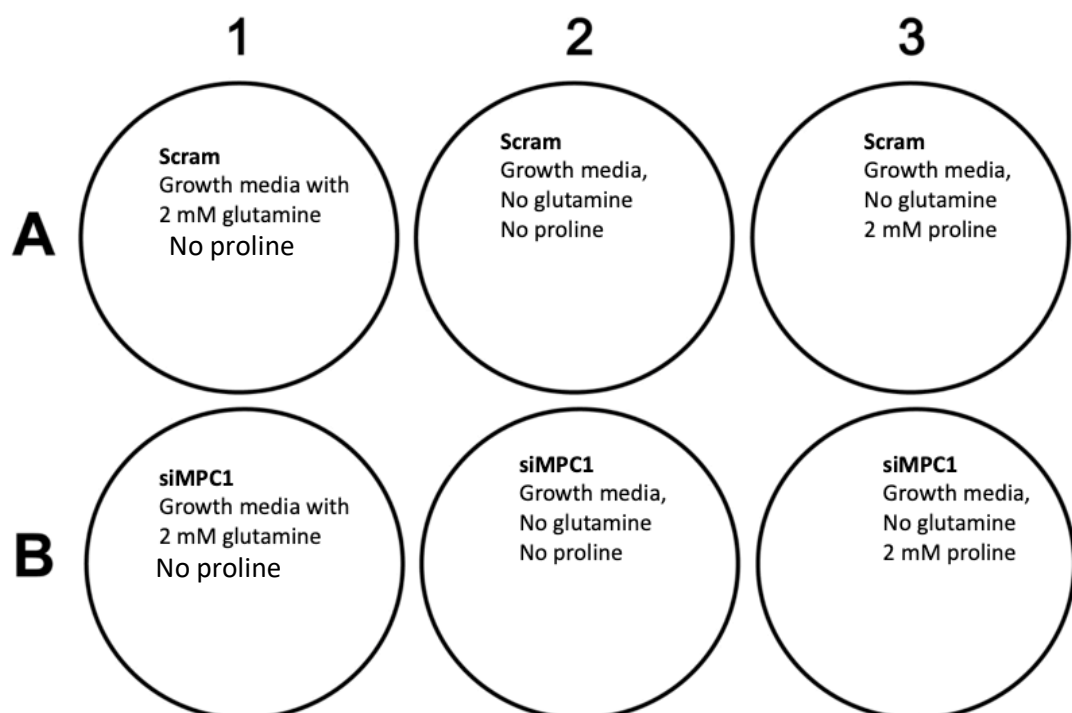 1
2
3
A
Scram
Growth media with
2 mM glutamine
No proline
Scram
Growth media,
No glutamine
No proline
Scram
Growth media,
No glutamine
2 mM proline
B
siMPC1
Growth media with
2 mM glutamine
No proline
siMPC1
Growth media,
No glutamine
No proline
siMPC1
Growth media,
No glutamine
2 mM proline